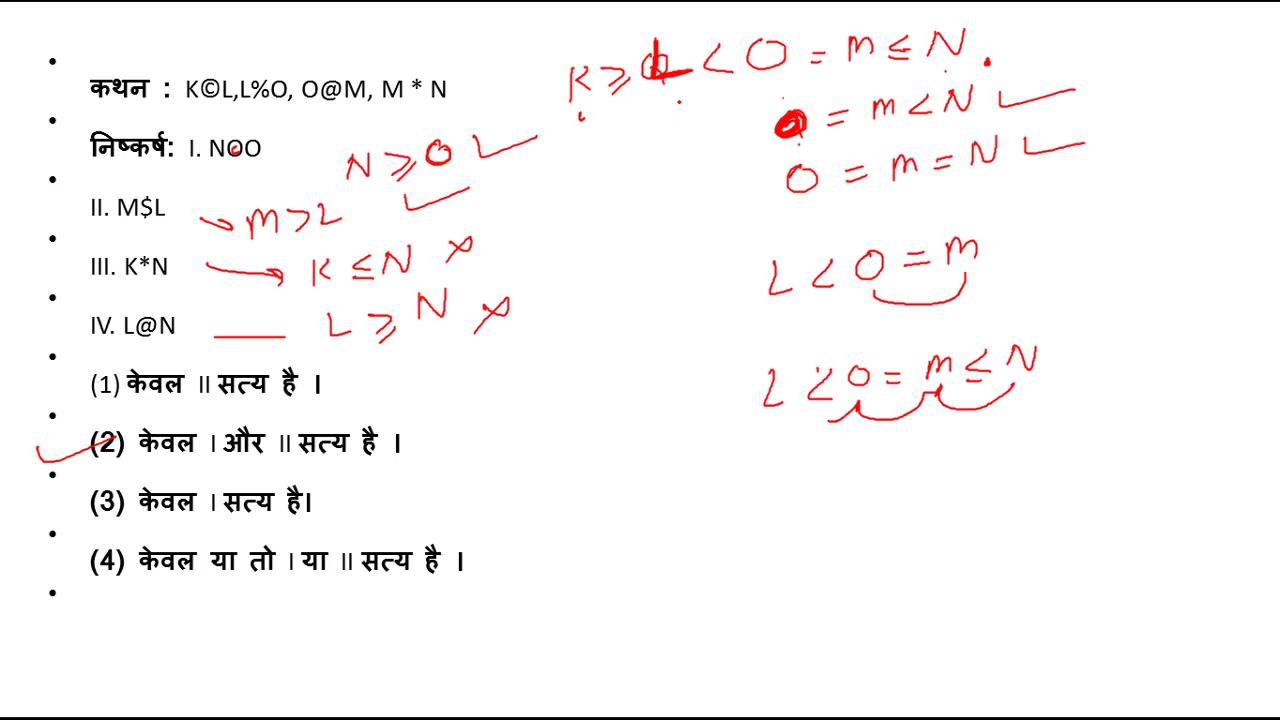 K ≥ L < O = M ≤ N .
कथन : K©L,L%O, O@M, M * N
O = M < N ✓
निष्कर्ष: I. N©O N ≥ O ✓
O = M = N ✓
II. M$L → M > L ✓
L < O = M
III. K*N → K ≤ N ×
IV. L@N — L ≥ N ×
L < O = M ≤ N
(1) केवल II सत्य है ।
(2) केवल I और II सत्य है ।
(3) केवल I सत्य है।
(4) केवल या तो I या II सत्य है ।